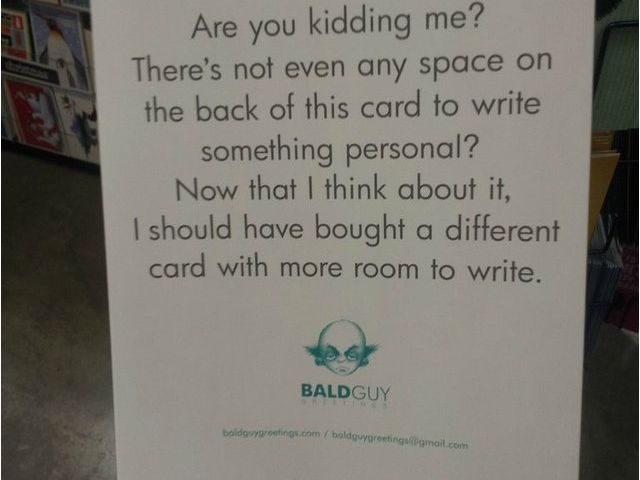 Are you kidding me?
There's not even any space on
the back of this card to write
something personal?
Now that I think about it,
I should have bought a different
card with more room to write.
BALDGUY
GREETINGS
baldguygreetings.com / baldguygreetings@gmail.com